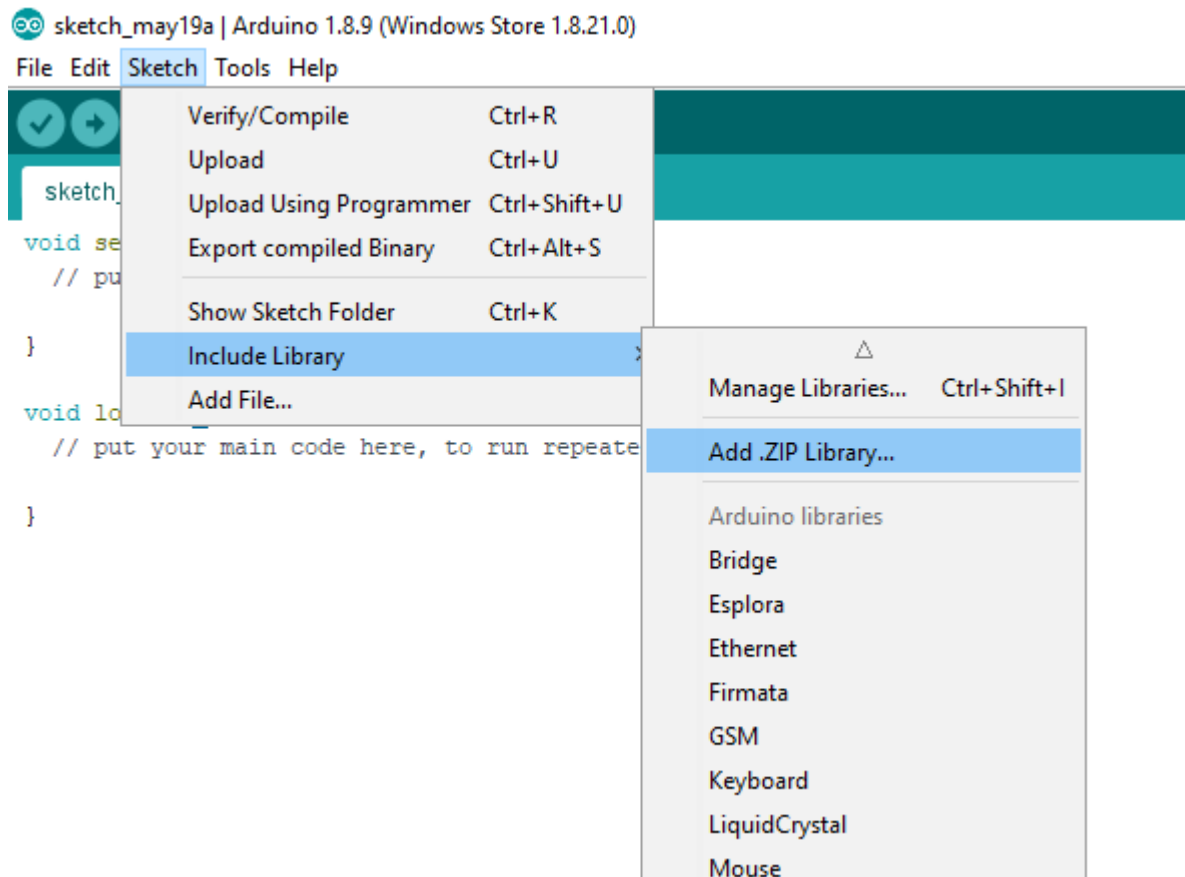 sketch_may19a | Arduino 1.8.9 (Windows Store 1.8.21.0)
File Edit Sketch Tools Help
Verify/Compile Ctrl+R
Upload Ctrl+U
Upload Using Programmer Ctrl+Shift+U
Export compiled Binary Ctrl+Alt+S
Show Sketch Folder Ctrl+K
Include Library
Add File...
sketch_
void se
// pu
}
void lo
// put your main code here, to run repeate
}
Manage Libraries... Ctrl+Shift+I
Add .ZIP Library...
Arduino libraries
Bridge
Esplora
Ethernet
Firmata
GSM
Keyboard
LiquidCrystal
Mouse